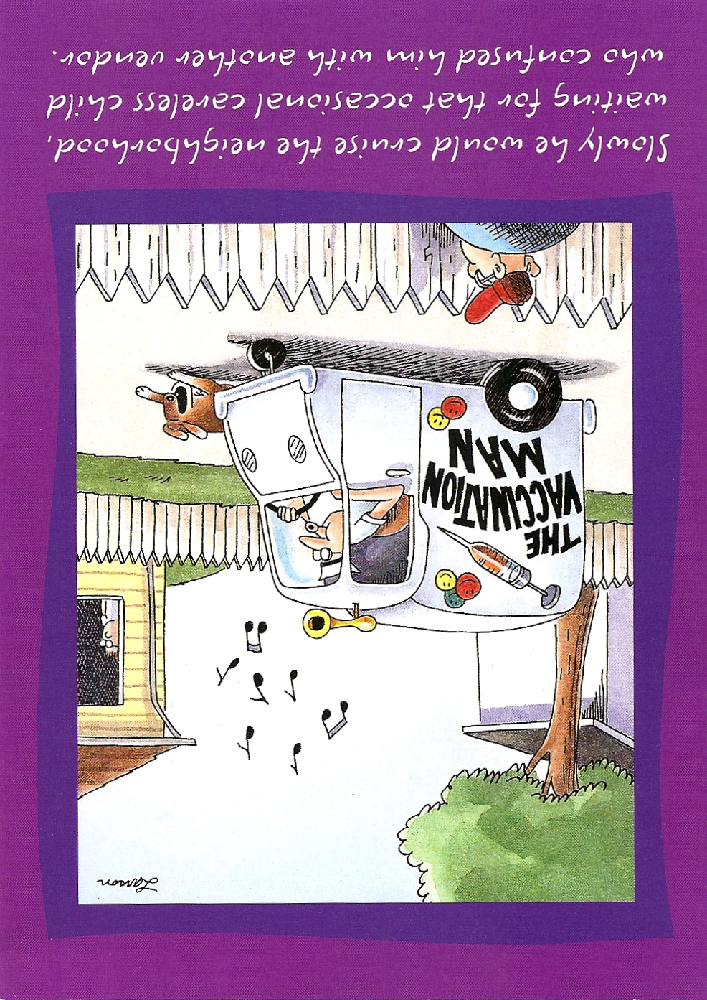 Larson
THE
VACCINATION
MAN
Slowly he would cruise the neighborhood,
waiting for that occasional careless child
who confused him with another vendor.